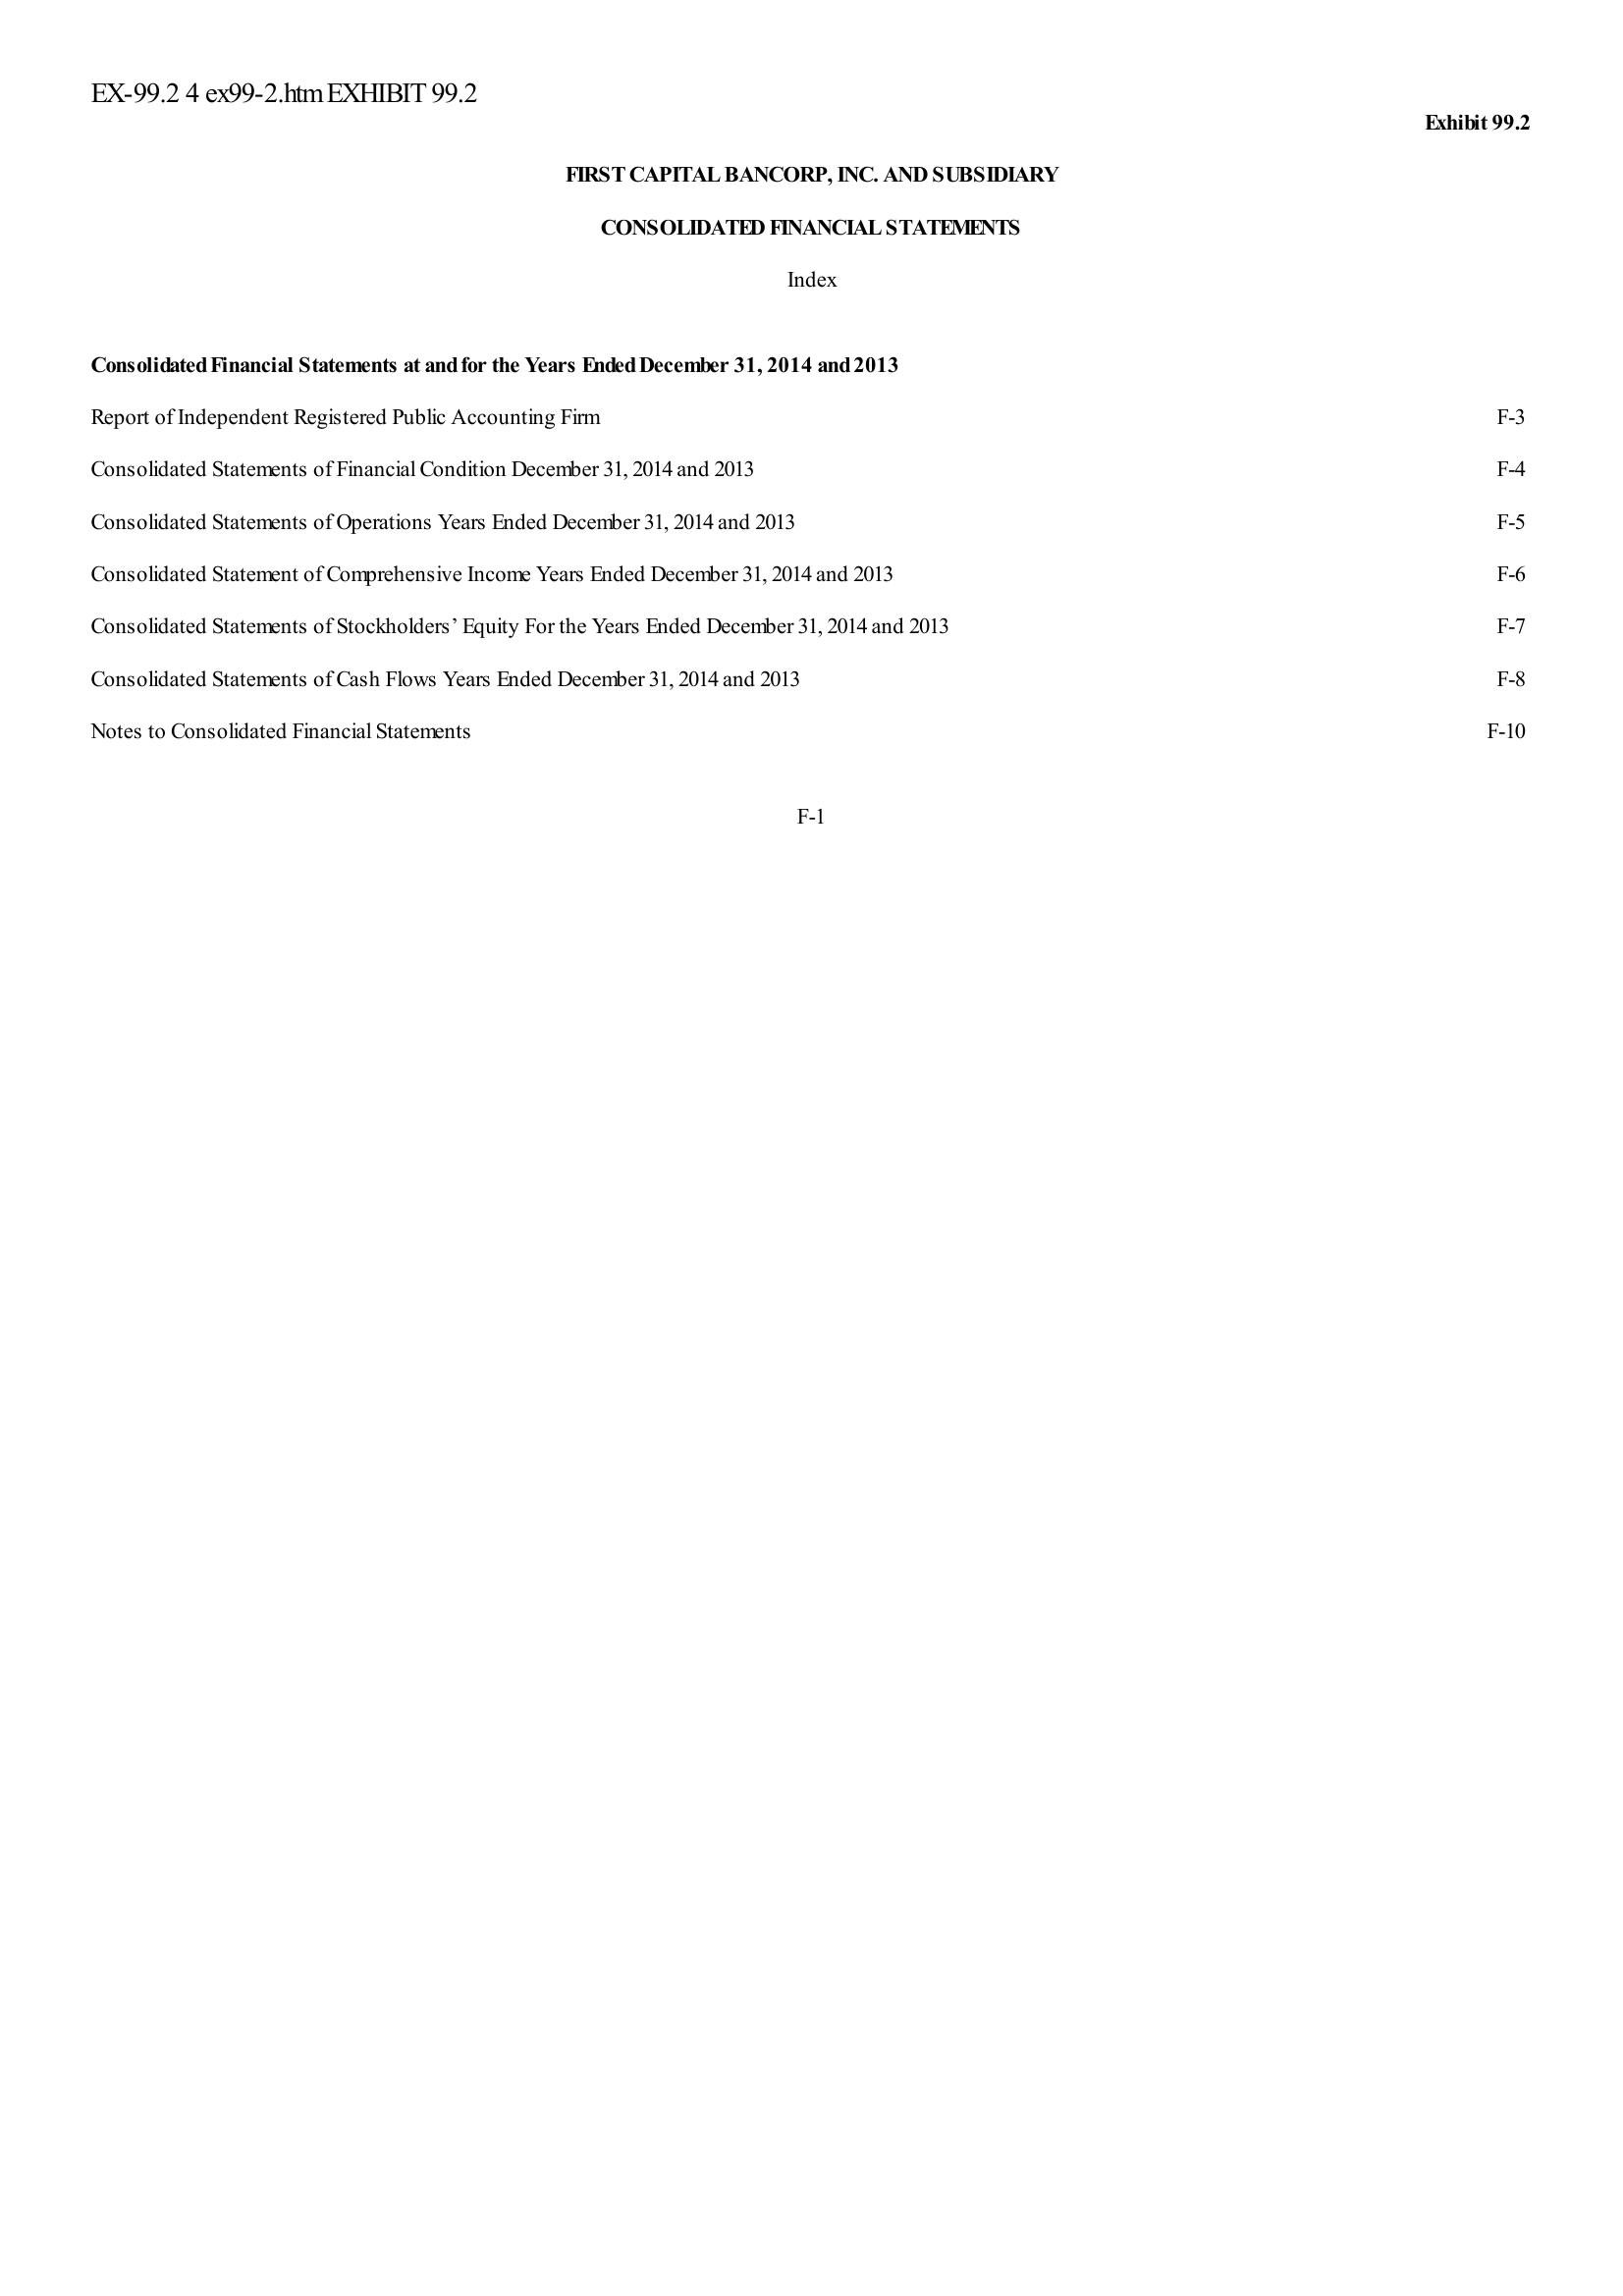 EX-99.2 4 ex99-2.htm EXHIBIT 99.2
Exhibit 99.2
FIRST CAPITAL BANCORP, INC. AND SUBSIDIARY
CONSOLIDATED FINANCIAL STATEMENTS
Index
Consolidated Financial Statements at and for the Years Ended December 31, 2014 and 2013
Report of Independent Registered Public Accounting Firm F-3
Consolidated Statements of Financial Condition December 31, 2014 and 2013 F-4
Consolidated Statements of Operations Years Ended December 31, 2014 and 2013 F-5
Consolidated Statement of Comprehensive Income Years Ended December 31, 2014 and 2013 F-6
Consolidated Statements of Stockholders’ Equity For the Years Ended December 31, 2014 and 2013 F-7
Consolidated Statements of Cash Flows Years Ended December 31, 2014 and 2013 F-8
Notes to Consolidated Financial Statements F-10
F-1